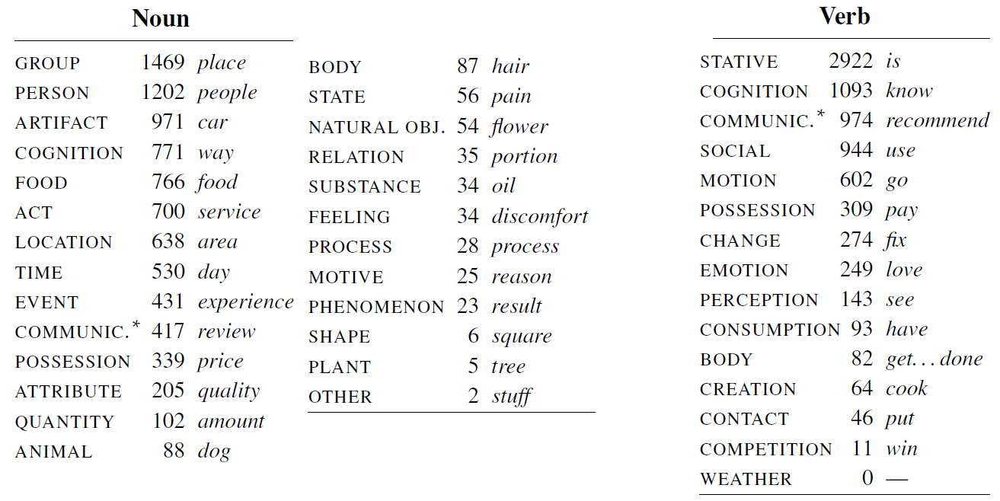 Noun
GROUP 1469 place
PERSON 1202 people
ARTIFACT 971 car
COGNITION 771 way
FOOD 766 food
ACT 700 service
LOCATION 638 area
TIME 530 day
EVENT 431 experience
COMMUNIC.* 417 review
POSSESSION 339 price
ATTRIBUTE 205 quality
QUANTITY 102 amount
ANIMAL 88 dog
BODY 87 hair
STATE 56 pain
NATURAL OBJ. 54 flower
RELATION 35 portion
SUBSTANCE 34 oil
FEELING 34 discomfort
PROCESS 28 process
MOTIVE 25 reason
PHENOMENON 23 result
SHAPE 6 square
PLANT 5 tree
OTHER 2 stuff
Verb
STATIVE 2922 is
COGNITION 1093 know
COMMUNIC.* 974 recommend
SOCIAL 944 use
MOTION 602 go
POSSESSION 309 pay
CHANGE 274 fix
EMOTION 249 love
PERCEPTION 143 see
CONSUMPTION 93 have
BODY 82 get...done
CREATION 64 cook
CONTACT 46 put
COMPETITION 11 win
WEATHER 0 —